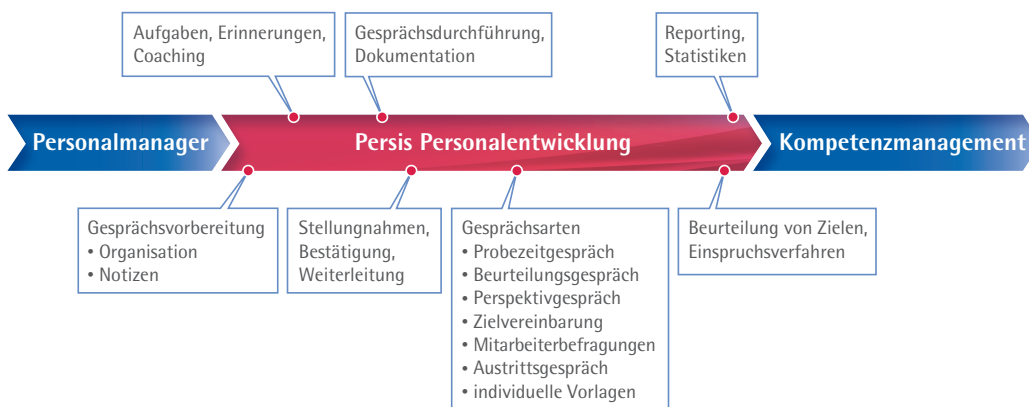 Aufgaben, Erinnerungen,
Coaching
Gesprächsdurchführung,
Dokumentation
Reporting,
Statistiken
Personalmanager
Persis Personalentwicklung
Kompetenzmanagement
Gesprächsvorbereitung
• Organisation
• Notizen
Stellungnahmen,
Bestätigung,
Weiterleitung
Gesprächsarten
• Probezeitgespräch
• Beurteilungsgespräch
• Perspektivgespräch
• Zielvereinbarung
• Mitarbeiterbefragungen
• Austrittsgespräch
• individuelle Vorlagen
Beurteilung von Zielen,
Einspruchsverfahren